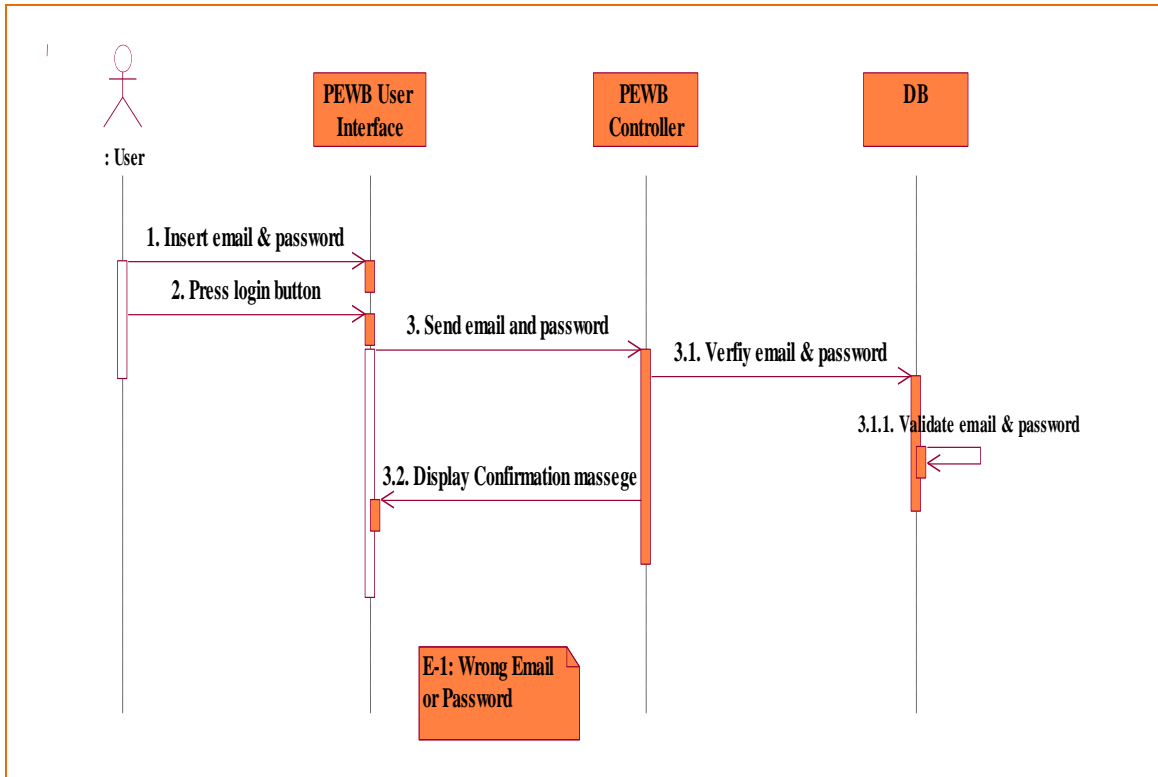 PEWB User
Interface
PEWB
Controller
DB
: User
1. Insert email & password
2. Press login button
3. Send email and password
3.1. Verfiy email & password
3.1.1. Validate email & password
3.2. Display Confirmation massege
E-1: Wrong Email
or Password